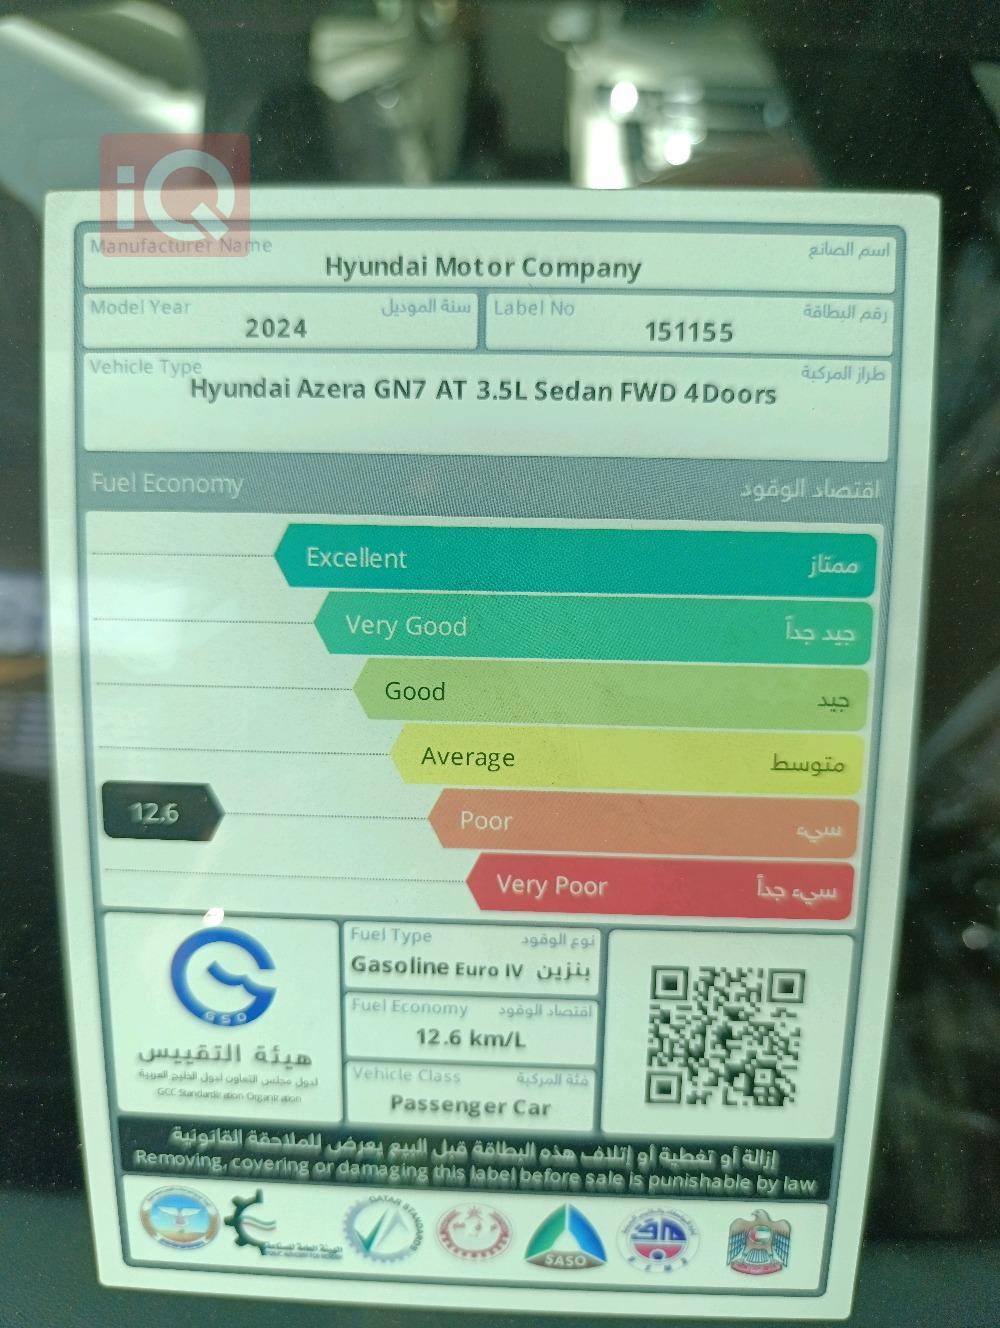 iQ
Manufacturer Name اسم الصانع
Hyundai Motor Company
Model Year سنة الموديل
2024
Label No رقم البطاقة
151155
Vehicle Type طراز المركبة
Hyundai Azera GN7 AT 3.5L Sedan FWD 4Doors
Fuel Economy اقتصاد الوقود
Excellent ممتاز
Very Good جيد جداً
Good جيد
Average متوسط
12.6 Poor سيء
Very Poor سيء جداً
GSO
هيئة التقييس
لدول مجلس التعاون لدول الخليج العربية
GCC Standardization Organization
Fuel Type نوع الوقود
Gasoline Euro IV بنزين
Fuel Economy اقتصاد الوقود
12.6 km/L
Vehicle Class فئة المركبة
Passenger Car
إزالة أو تغطية أو إتلاف هذه البطاقة قبل البيع يعرض للملاحقة القانونية
Removing, covering or damaging this label before sale is punishable by law
QATAR STANDARDS
SASO